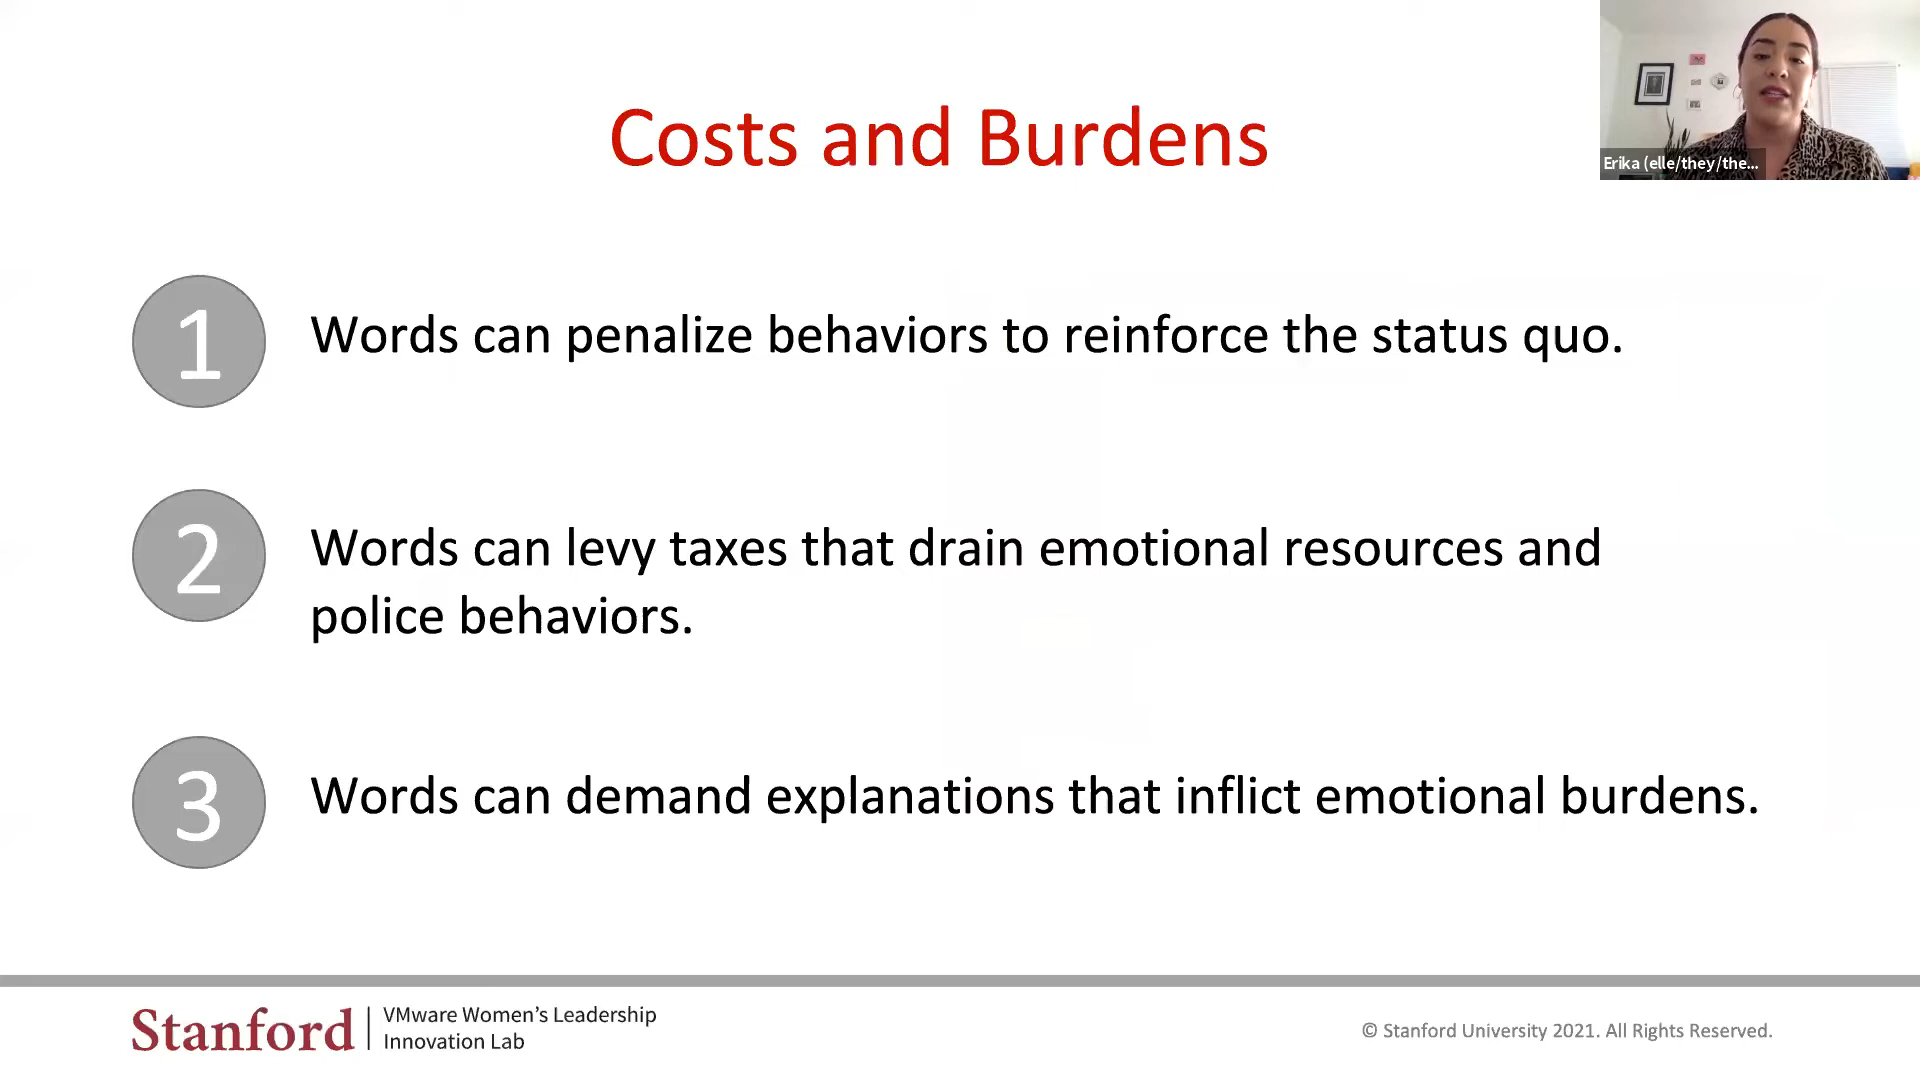 Costs and Burdens
Erika (elle/they/the...
1
Words can penalize behaviors to reinforce the status quo.
2
Words can levy taxes that drain emotional resources and
police behaviors.
3
Words can demand explanations that inflict emotional burdens.
Stanford
VMware Women’s Leadership
Innovation Lab
© Stanford University 2021. All Rights Reserved.